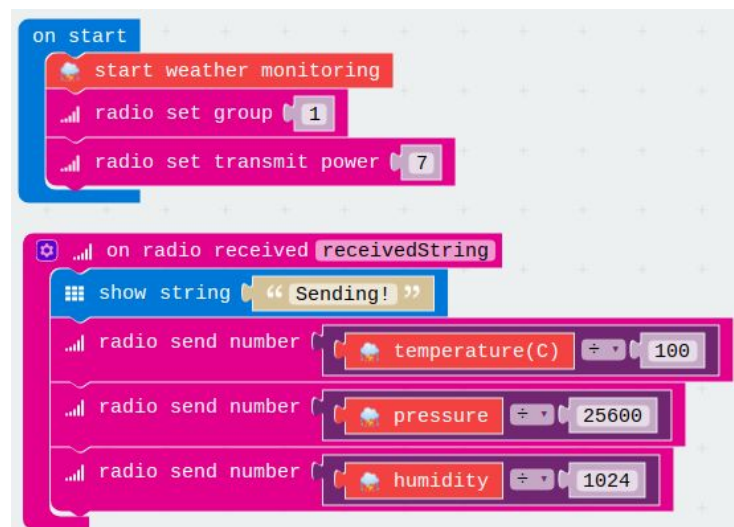 on start
start weather monitoring
radio set group 1
radio set transmit power 7
on radio received receivedString
show string “ Sending! ”
radio send number temperature(C) ÷ 100
radio send number pressure ÷ 25600
radio send number humidity ÷ 1024